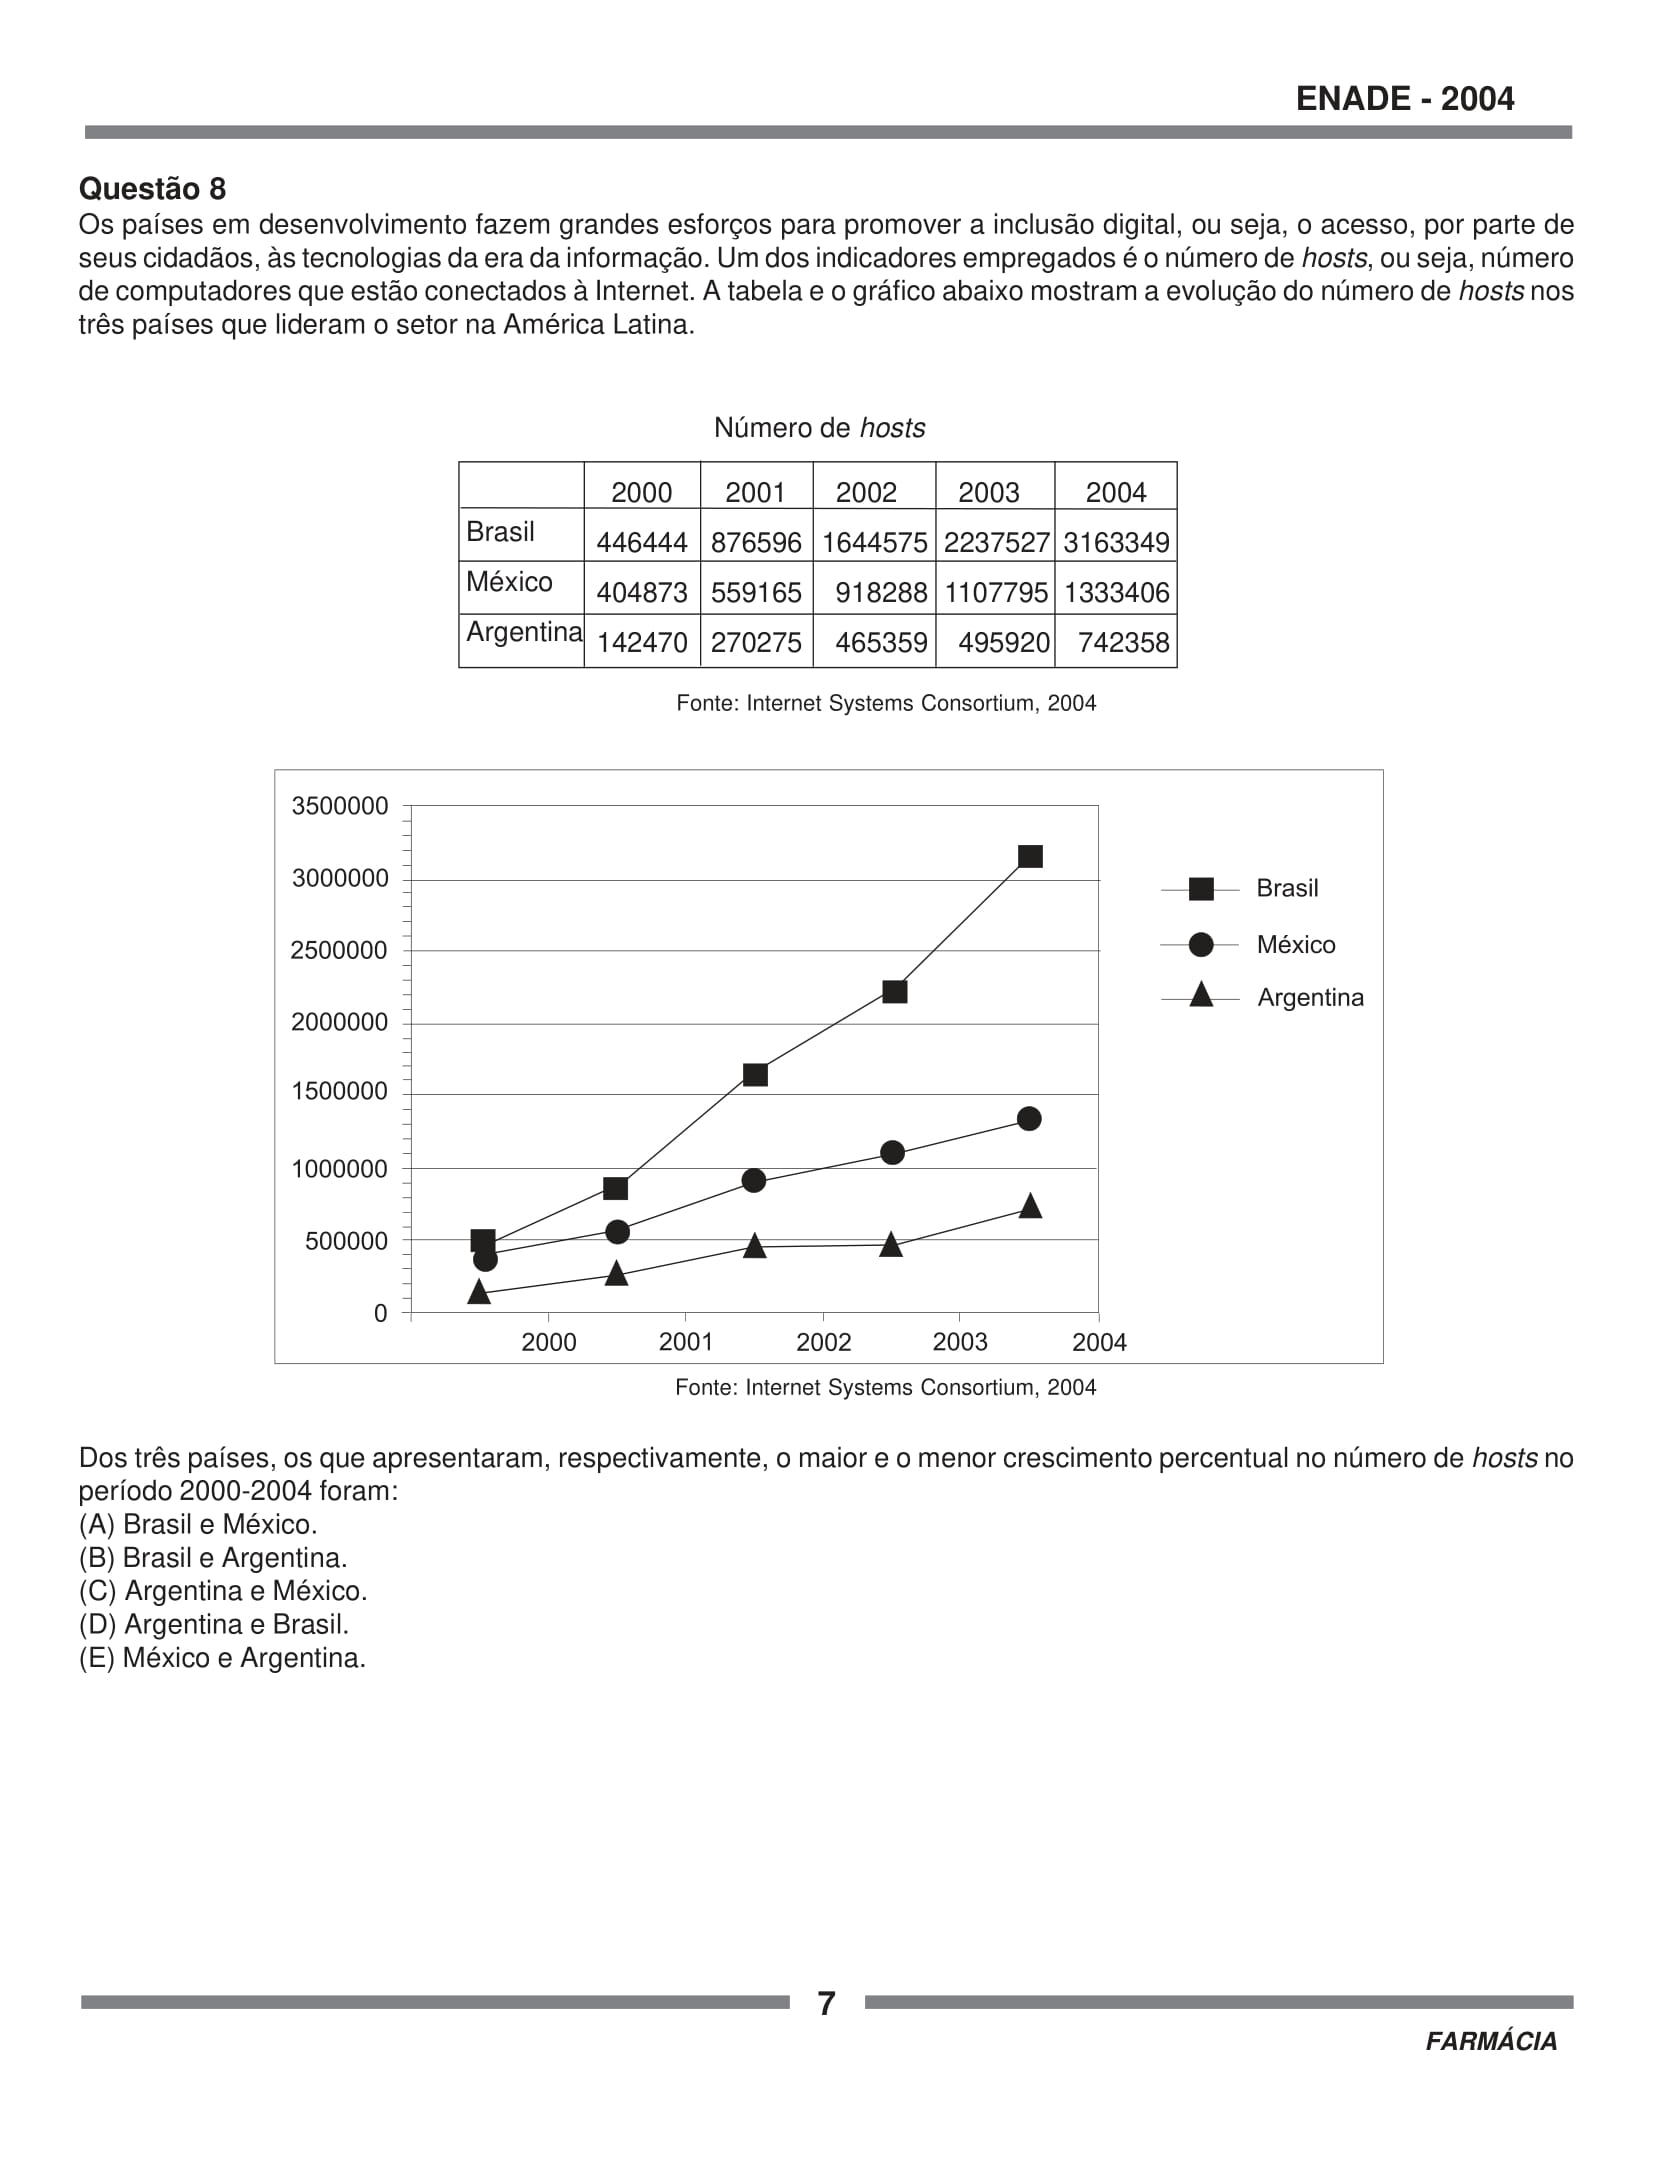 ENADE - 2004
Questão 8
Os países em desenvolvimento fazem grandes esforços para promover a inclusão digital, ou seja, o acesso, por parte de
seus cidadãos, às tecnologias da era da informação. Um dos indicadores empregados é o número de hosts, ou seja, número
de computadores que estão conectados à Internet. A tabela e o gráfico abaixo mostram a evolução do número de hosts nos
três países que lideram o setor na América Latina.
Número de hosts
2000 2001 2002 2003 2004
Brasil 446444 876596 1644575 2237527 3163349
México 404873 559165 918288 1107795 1333406
Argentina 142470 270275 465359 495920 742358
Fonte: Internet Systems Consortium, 2004
3500000
3000000
2500000
2000000
1500000
1000000
500000
0
2000 2001 2002 2003 2004
Brasil
México
Argentina
Fonte: Internet Systems Consortium, 2004
Dos três países, os que apresentaram, respectivamente, o maior e o menor crescimento percentual no número de hosts no
período 2000-2004 foram:
(A) Brasil e México.
(B) Brasil e Argentina.
(C) Argentina e México.
(D) Argentina e Brasil.
(E) México e Argentina.
7
FARMÁCIA